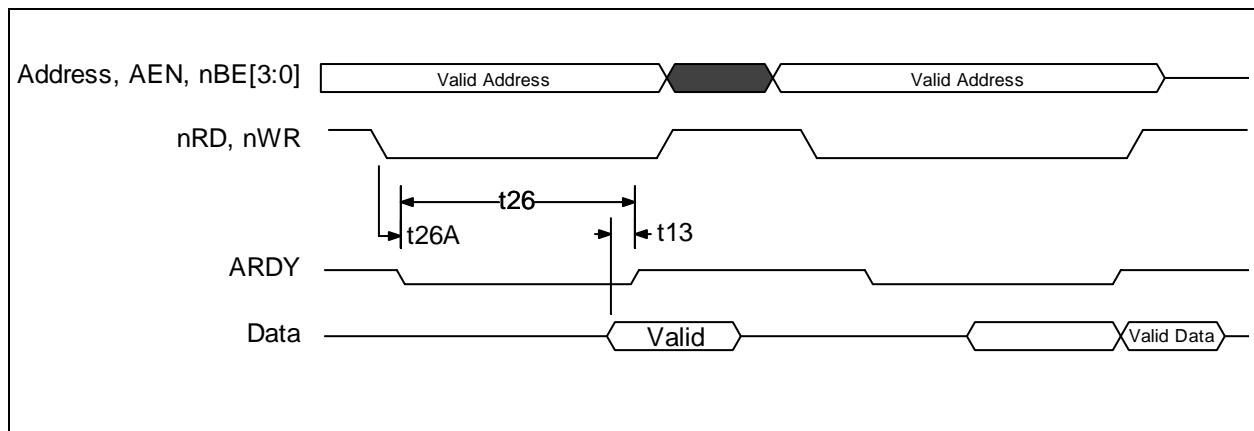 Address, AEN, nBE[3:0]
Valid Address
Valid Address
nRD, nWR
t26
t26A
t13
ARDY
Data
Valid
Valid Data